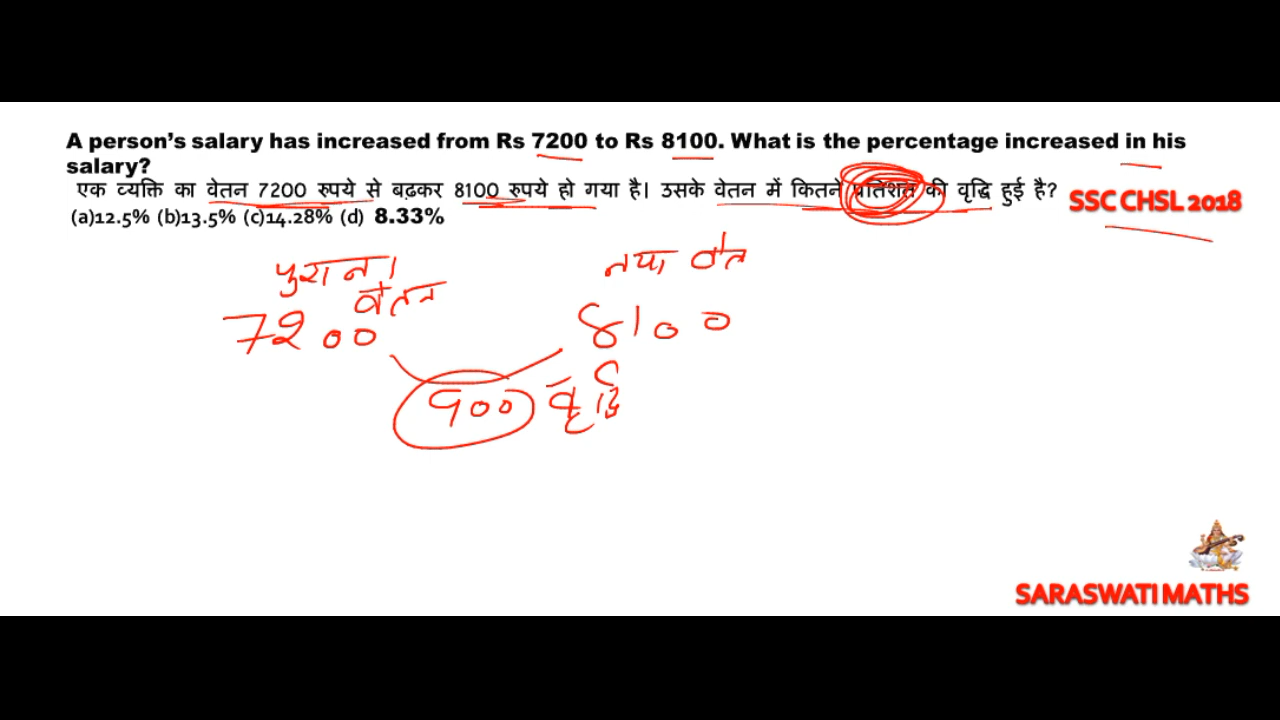 A person's salary has increased from Rs 7200 to Rs 8100. What is the percentage increased in his
salary?
एक व्यक्ति का वेतन 7200 रुपये से बढ़कर 8100 रुपये हो गया है। उसके वेतन में कितने प्रतिशत की वृद्धि हुई है?
SSC CHSL 2018
(a)12.5% (b)13.5% (c)14.28% (d) 8.33%
पुराना
वेतन
7200
नया वेत
8100
900 वृद्धि
SARASWATI MATHS